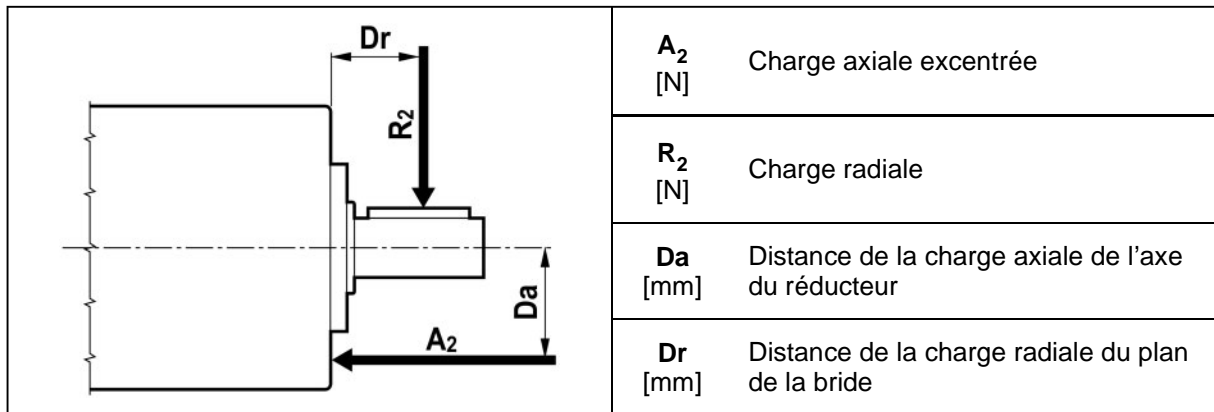 Dr
R2
Da
A2
A2
[N]
Charge axiale excentrée
R2
[N]
Charge radiale
Da
[mm]
Distance de la charge axiale de l'axe
du réducteur
Dr
[mm]
Distance de la charge radiale du plan
de la bride